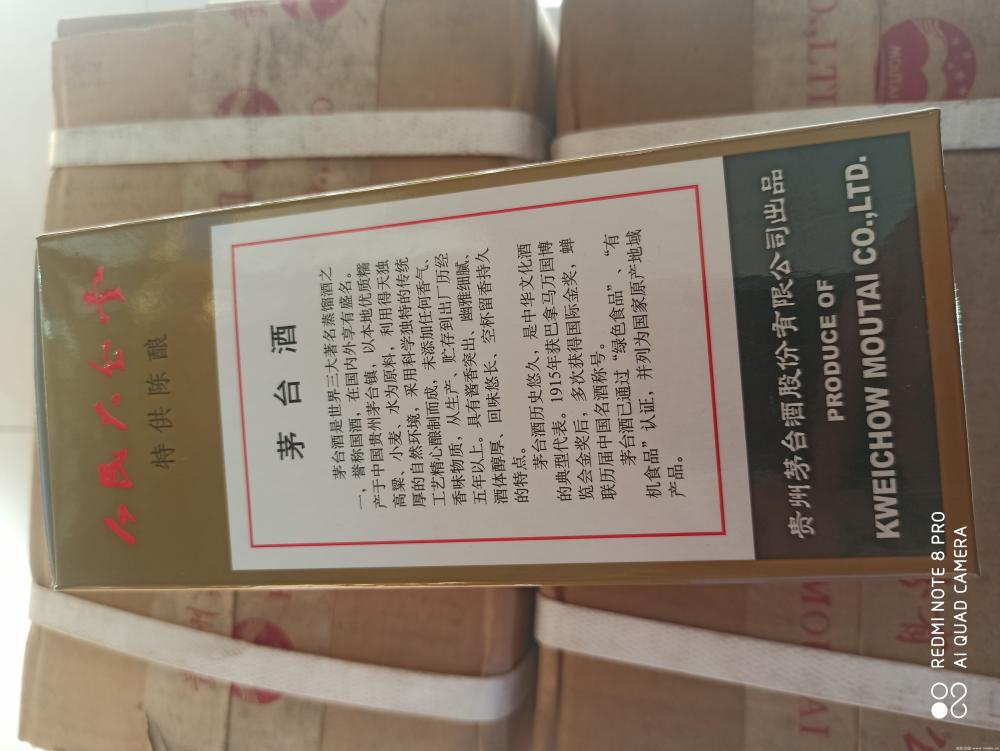 人民大会堂
特供陈酿
茅台酒
茅台酒是世界三大著名蒸馏酒之
一,誉称国酒,在国内外享有盛名。
产于中国贵州茅台镇,以本地优质糯
高粱、小麦、水为原料,利用得天独
厚的自然环境,采用科学独特的传统
工艺精心酿制而成,未添加任何香气、
香味物质,从生产、贮存到出厂历经
五年以上。具有酱香突出、幽雅细腻、
酒体醇厚、回味悠长、空杯留香持久
的特点。
茅台酒历史悠久,是中华文化酒
的典型代表。1915年获巴拿马万国博
览会金奖后,多次获得国际金奖,蝉
联历届中国名酒称号。
茅台酒已通过“绿色食品”、“有
机食品”认证,并列为国家原产地域
产品。
贵州茅台酒股份有限公司出品
PRODUCE OF
KWEICHOW MOUTAI CO.,LTD.
REDMI NOTE 8 PRO
AI QUAD CAMERA